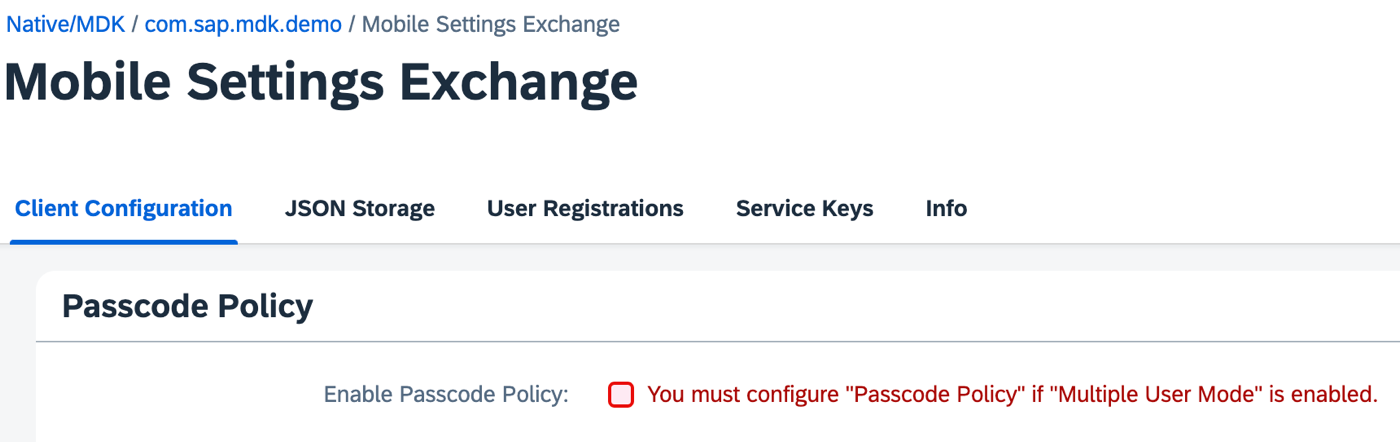 Native/MDK / com.sap.mdk.demo / Mobile Settings Exchange
Mobile Settings Exchange
Client Configuration JSON Storage User Registrations Service Keys Info
Passcode Policy
Enable Passcode Policy: You must configure "Passcode Policy" if "Multiple User Mode" is enabled.